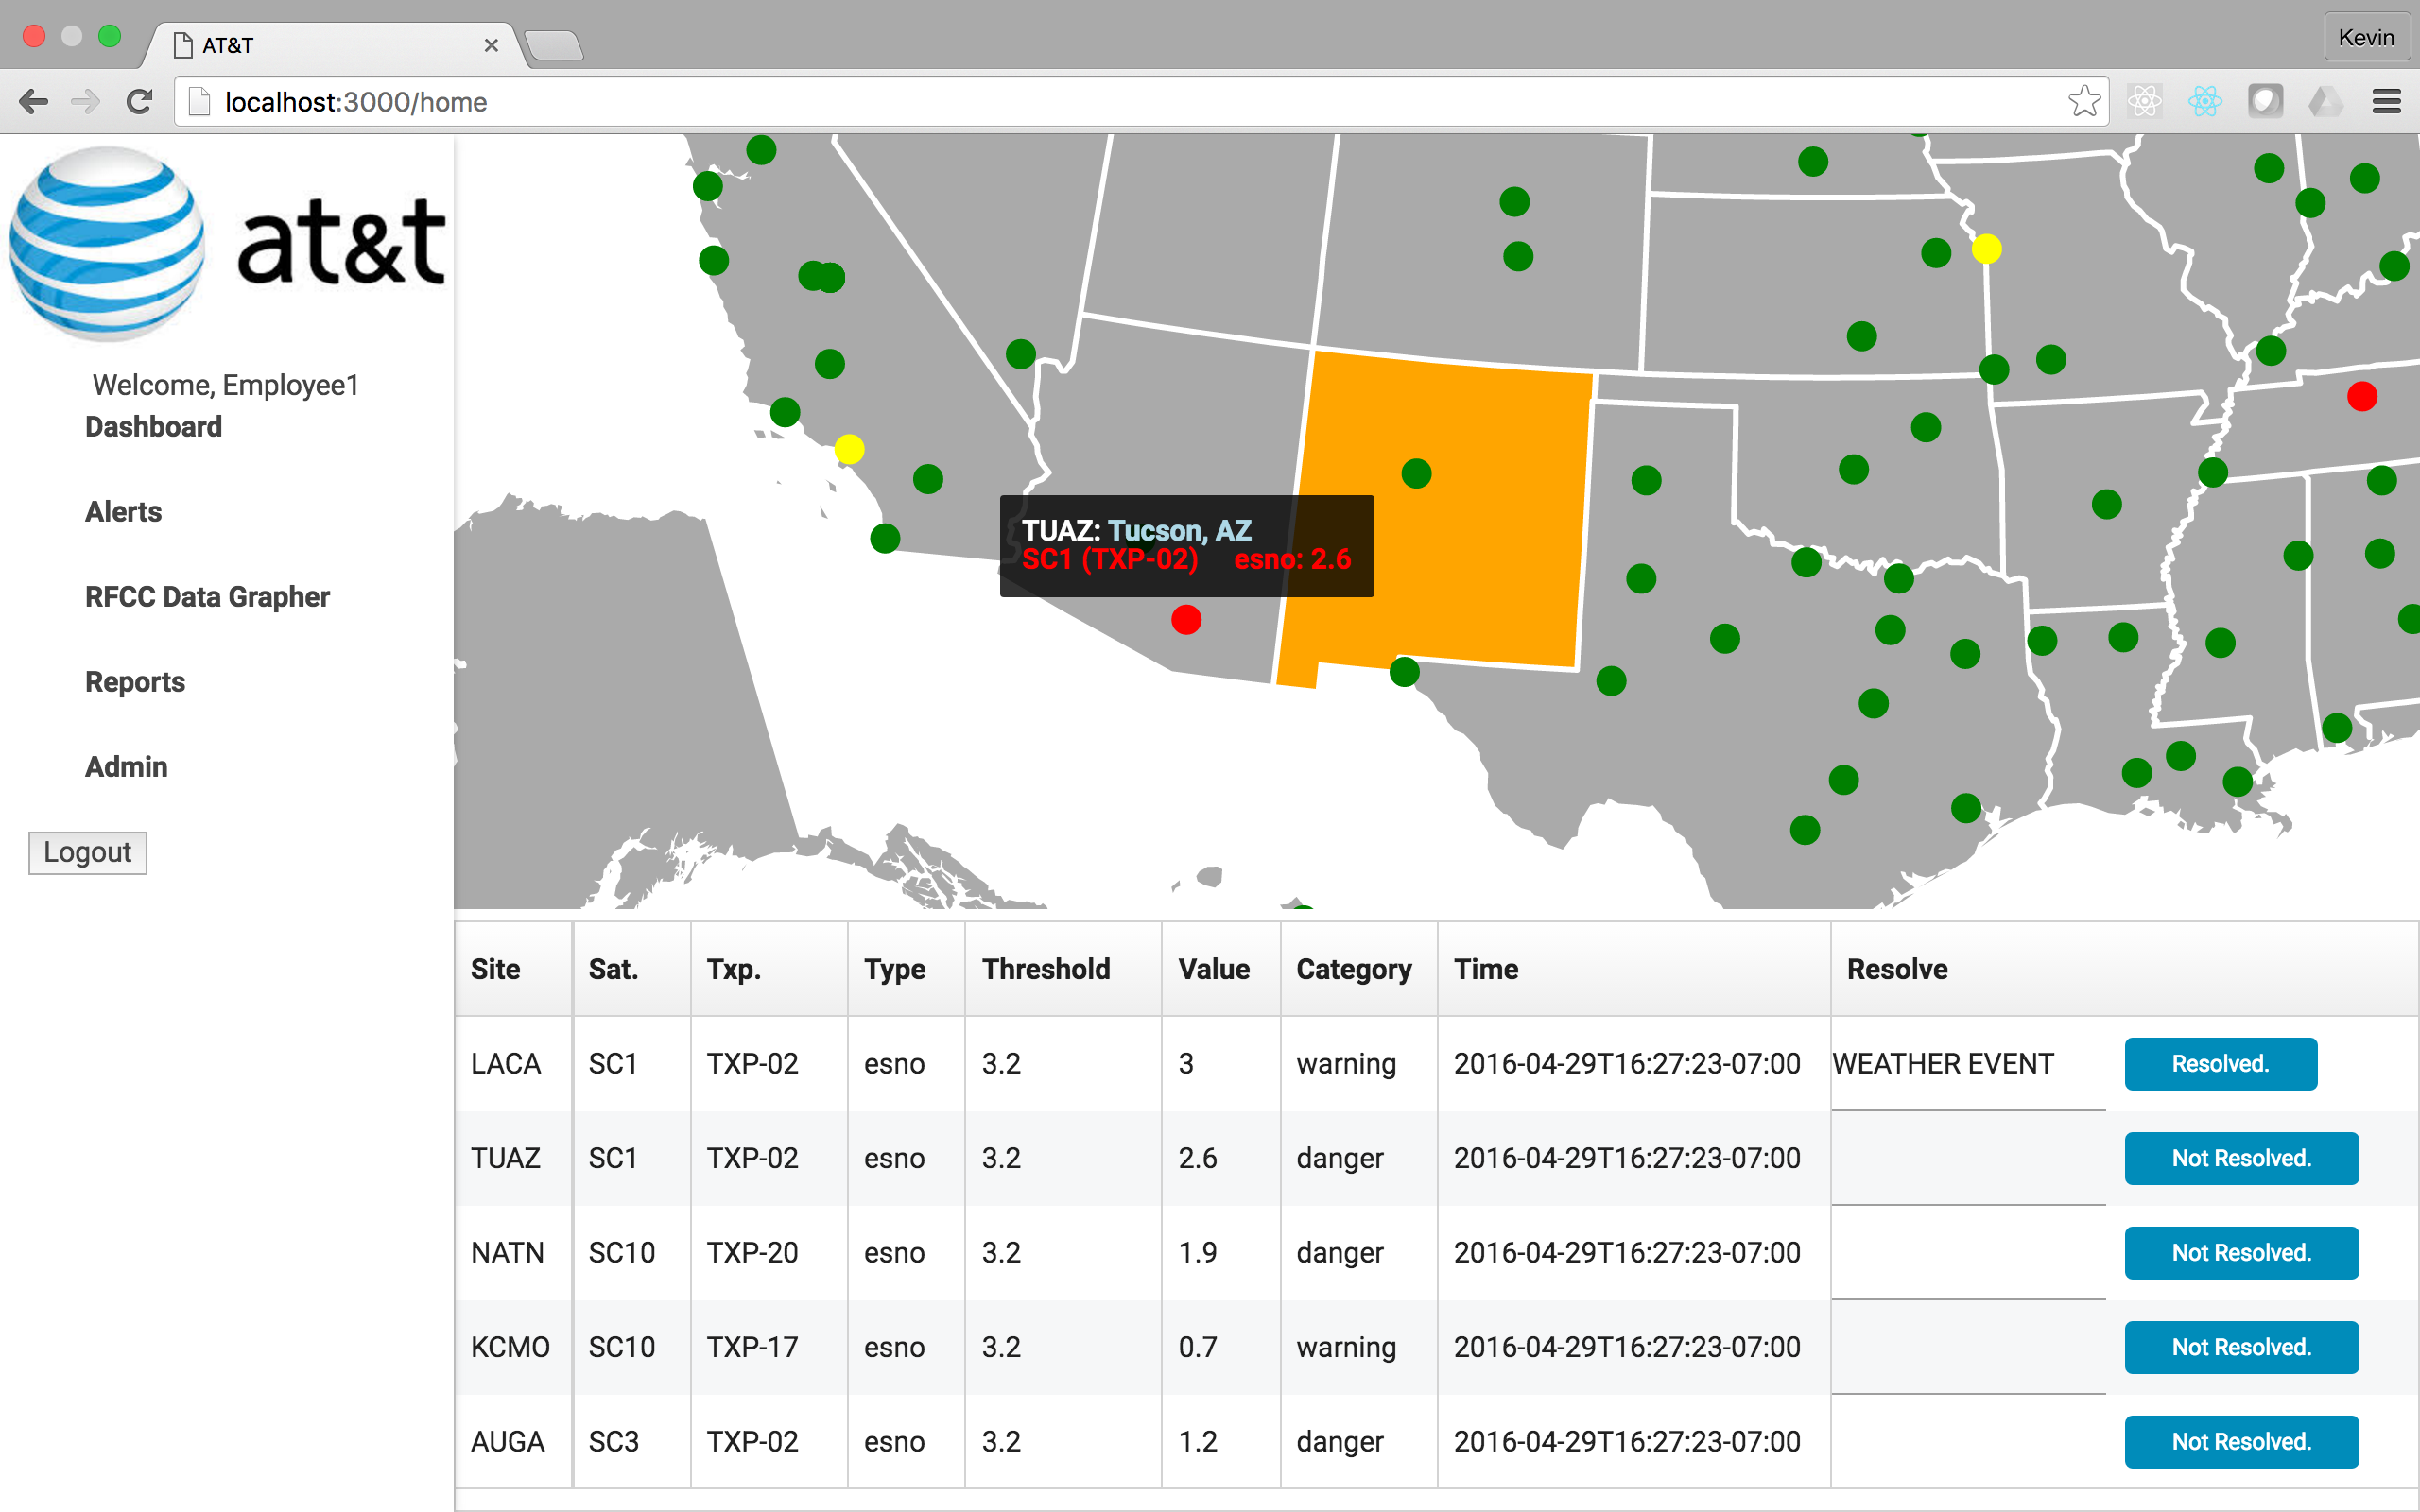 AT&T
Kevin
localhost:3000/home
at&t
Welcome, Employee1
Dashboard
Alerts
RFCC Data Grapher
Reports
Admin
Logout
TUAZ: Tucson, AZ
SC1 (TXP-02) esno: 2.6
Site Sat. Txp. Type Threshold Value Category Time Resolve
LACA SC1 TXP-02 esno 3.2 3 warning 2016-04-29T16:27:23-07:00 WEATHER EVENT Resolved.
TUAZ SC1 TXP-02 esno 3.2 2.6 danger 2016-04-29T16:27:23-07:00 Not Resolved.
NATN SC10 TXP-20 esno 3.2 1.9 danger 2016-04-29T16:27:23-07:00 Not Resolved.
KCMO SC10 TXP-17 esno 3.2 0.7 warning 2016-04-29T16:27:23-07:00 Not Resolved.
AUGA SC3 TXP-02 esno 3.2 1.2 danger 2016-04-29T16:27:23-07:00 Not Resolved.